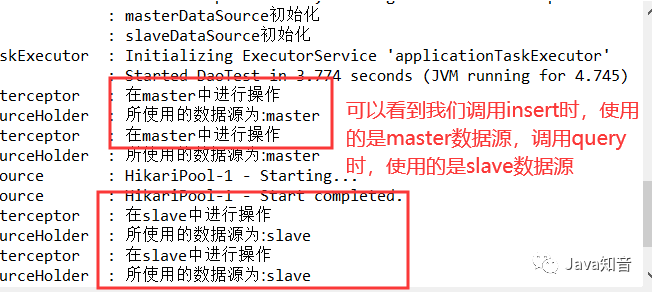 : masterDataSource初始化
: slaveDataSource初始化
taskExecutor : Initializing ExecutorService 'applicationTaskExecutor'
: Started DaoTest in 3.774 seconds (JVM running for 4.745)
terceptor : 在master中进行操作
urceHolder : 所使用的数据源为:master
terceptor : 在master中进行操作
urceHolder : 所使用的数据源为:master
ource : HikariPool-1 - Starting...
ource : HikariPool-1 - Start completed.
terceptor : 在slave中进行操作
urceHolder : 所使用的数据源为:slave
terceptor : 在slave中进行操作
urceHolder : 所使用的数据源为:slave
可以看到我们调用insert时，使用
的是master数据源，调用query
时，使用的是slave数据源
Java知音